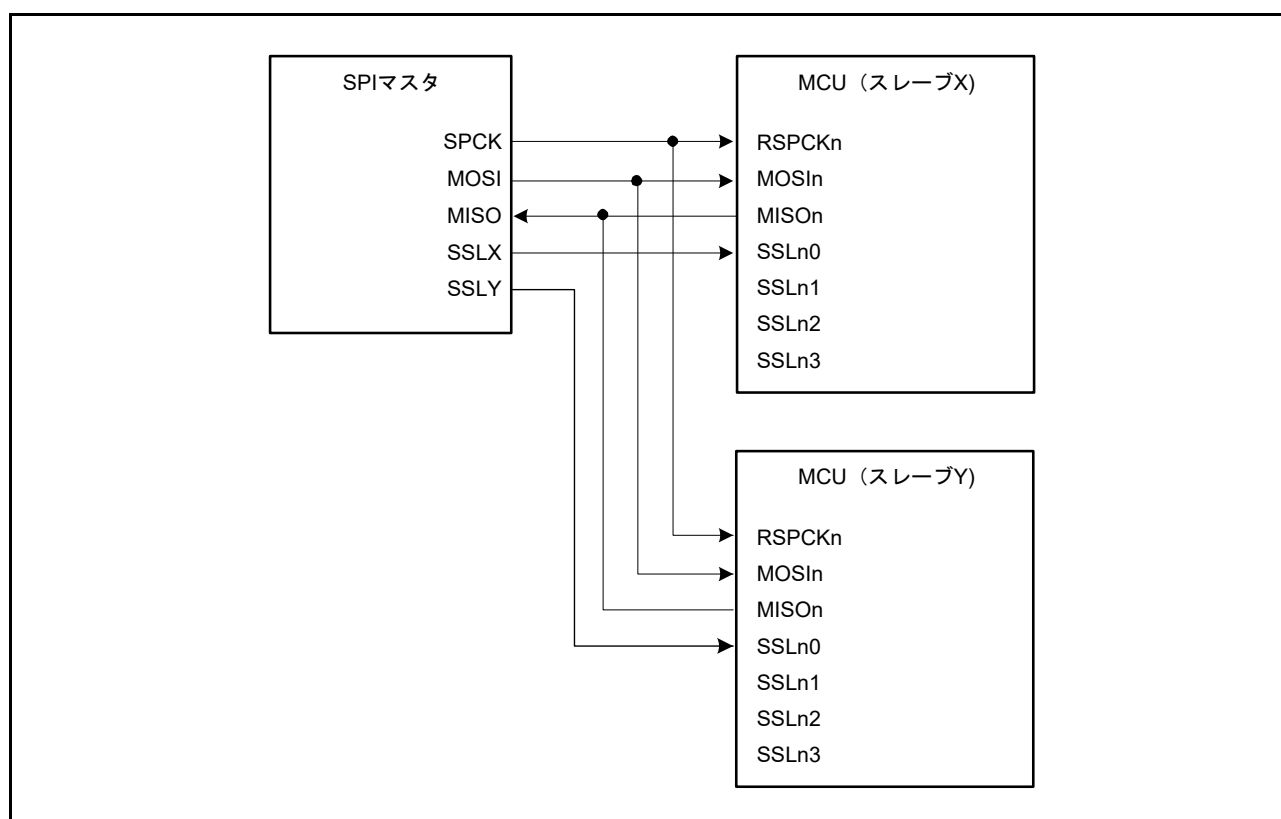 SPIマスタ
SPCK
MOSI
MISO
SSLX
SSLY
MCU（スレーブX)
RSPCKn
MOSIn
MISOn
SSLn0
SSLn1
SSLn2
SSLn3
MCU（スレーブY)
RSPCKn
MOSIn
MISOn
SSLn0
SSLn1
SSLn2
SSLn3